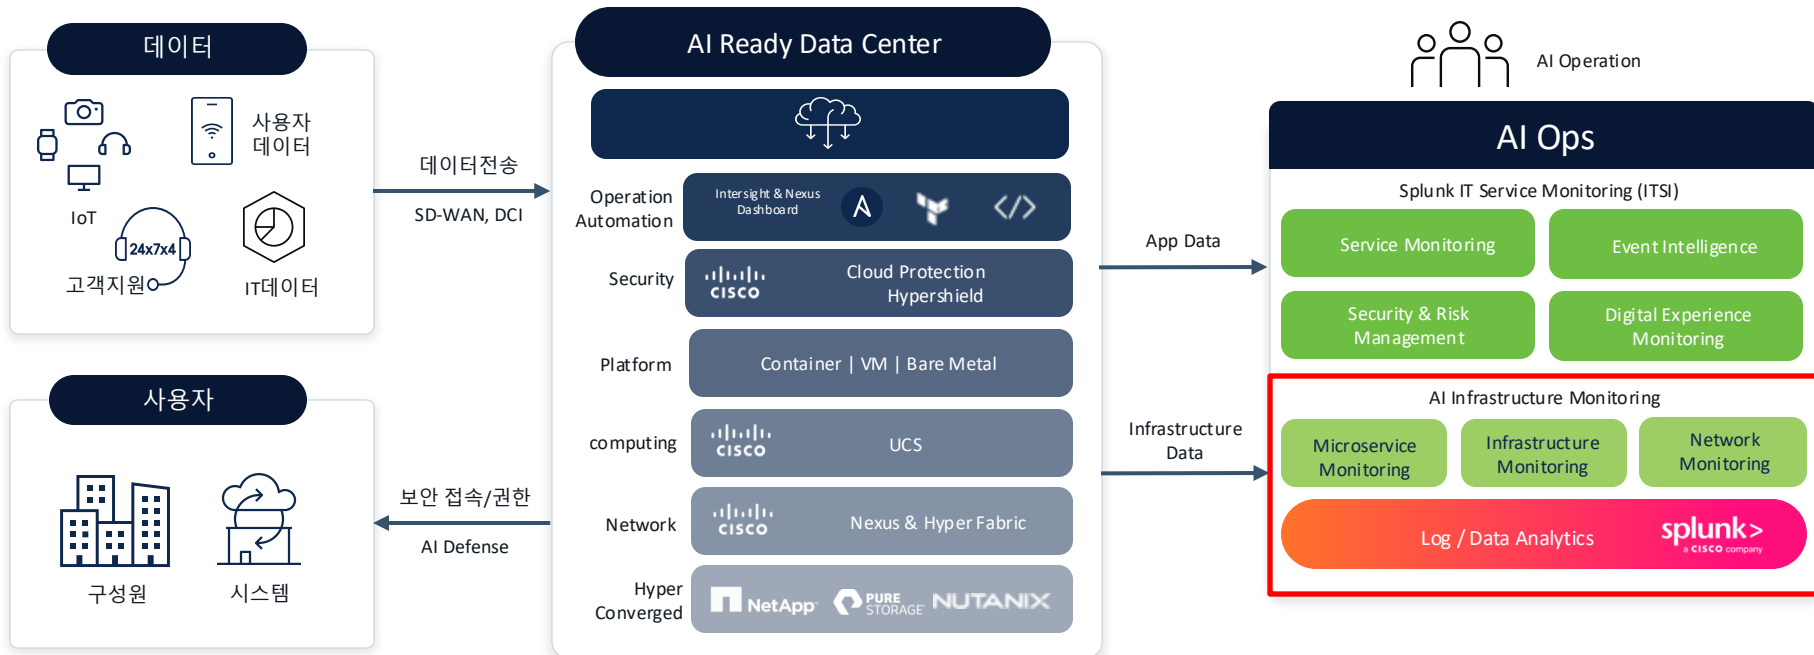 데이터
사용자
데이터
IoT
24x7x4
고객지원
IT데이터
사용자
구성원
시스템
데이터전송
SD-WAN, DCI
보안 접속/권한
AI Defense
AI Ready Data Center
Operation
Automation
Intersight & Nexus
Dashboard
Security
CISCO
Cloud Protection
Hypershield
Platform
Container | VM | Bare Metal
computing
CISCO
UCS
Network
CISCO
Nexus & Hyper Fabric
Hyper
Converged
NetApp
PURE
STORAGE
NUTANIX
App Data
Infrastructure
Data
AI Operation
AI Ops
Splunk IT Service Monitoring (ITSI)
Service Monitoring
Event Intelligence
Security & Risk
Management
Digital Experience
Monitoring
AI Infrastructure Monitoring
Microservice
Monitoring
Infrastructure
Monitoring
Network
Monitoring
Log / Data Analytics
splunk>
a CISCO company